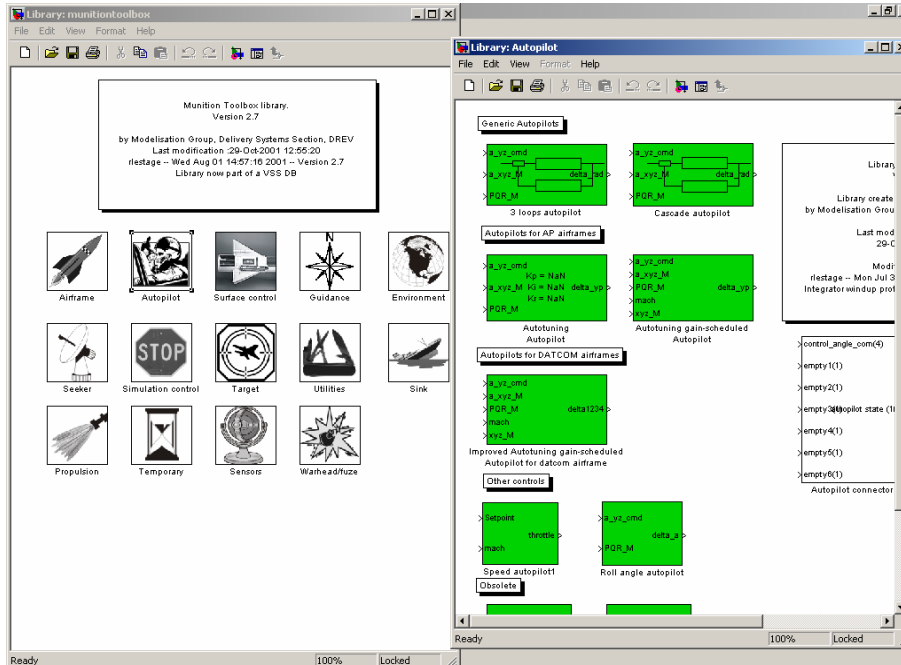 Library: munitiontoolbox
File Edit View Format Help
Munition Toolbox library.
Version 2.7
by Modelisation Group, Delivery Systems Section, DREV
Last modification :29-Oct-2001 12:55:20
rlestage -- Wed Aug 01 14:57:16 2001 -- Version 2.7
Library now part of a VSS DB
Airframe Autopilot Surface control Guidance Environment
STOP
Seeker Simulation control Target Utilities Sink
Propulsion Temporary Sensors Warhead/fuze
Ready 100% Locked
Library: Autopilot
File Edit View Format Help
Generic Autopilots
a_yz_cmd
a_xyz_M delta_rad
PQR_M
3 loops autopilot
a_yz_cmd
a_xyz_M delta_rad
PQR_M
Cascade autopilot
Autopilots for AP airframes
a_yz_cmd
Kp = NaN
a_xyz_M Ki = NaN delta_yp
Kr = NaN
PQR_M
Autotuning
Autopilot
a_yz_cmd
a_xyz_M
PQR_M delta_yp
mach
xyz_M
Autotuning gain-scheduled
Autopilot
Autopilots for DATCOM airframes
a_yz_cmd
a_xyz_M
PQR_M delta1234
mach
xyz_M
Improved Autotuning gain-scheduled
Autopilot for datcom airframe
Other controls
Setpoint
throttle
mach
Speed autopilot1
a_yz_cmd
delta_a
PQR_M
Roll angle autopilot
Obsolete
Library
Library create
by Modelisation Grou
Last mod
29-O
Modif
rlestage -- Mon Jul 3
Integrator windup prof
control_angle_com(4)
empty1(1)
empty2(1)
empty4(1)
empty5(1)
empty6(1)
Autopilot connector
Ready 100% Locked